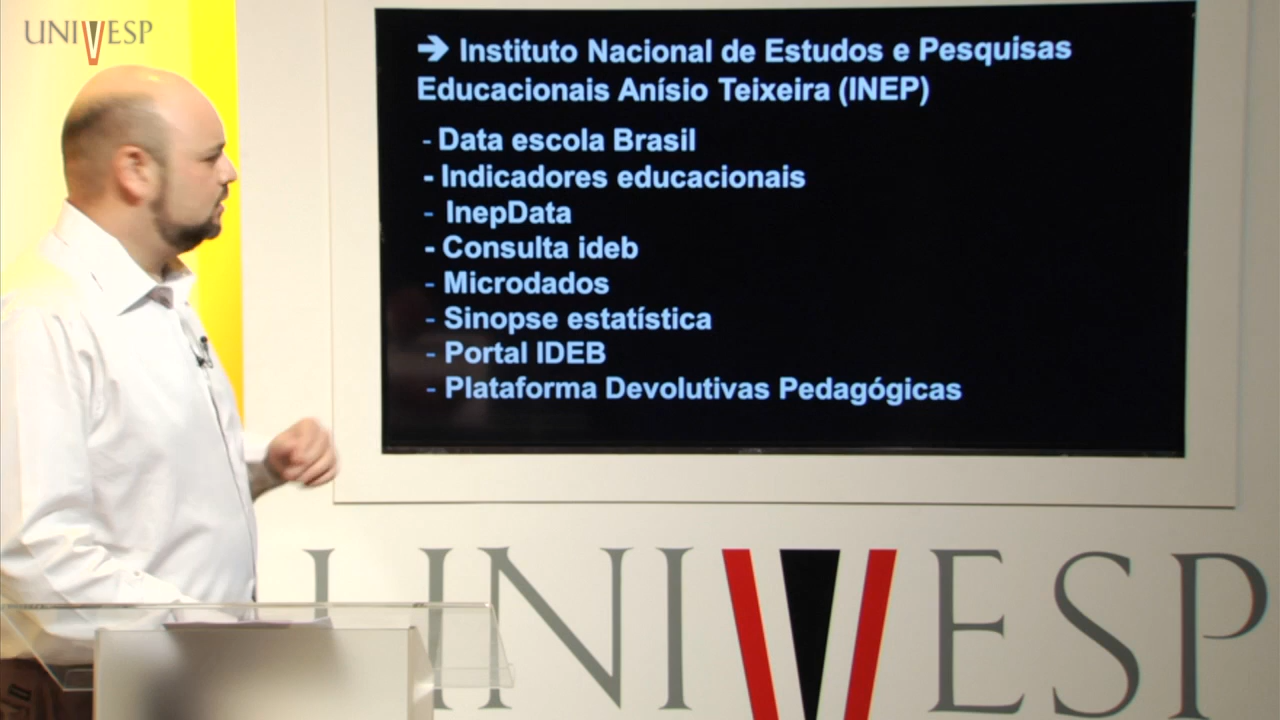 UNIVESP
➔ Instituto Nacional de Estudos e Pesquisas
Educacionais Anísio Teixeira (INEP)
- Data escola Brasil
- Indicadores educacionais
- InepData
- Consulta ideb
- Microdados
- Sinopse estatística
- Portal IDEB
- Plataforma Devolutivas Pedagógicas
UNIVESP